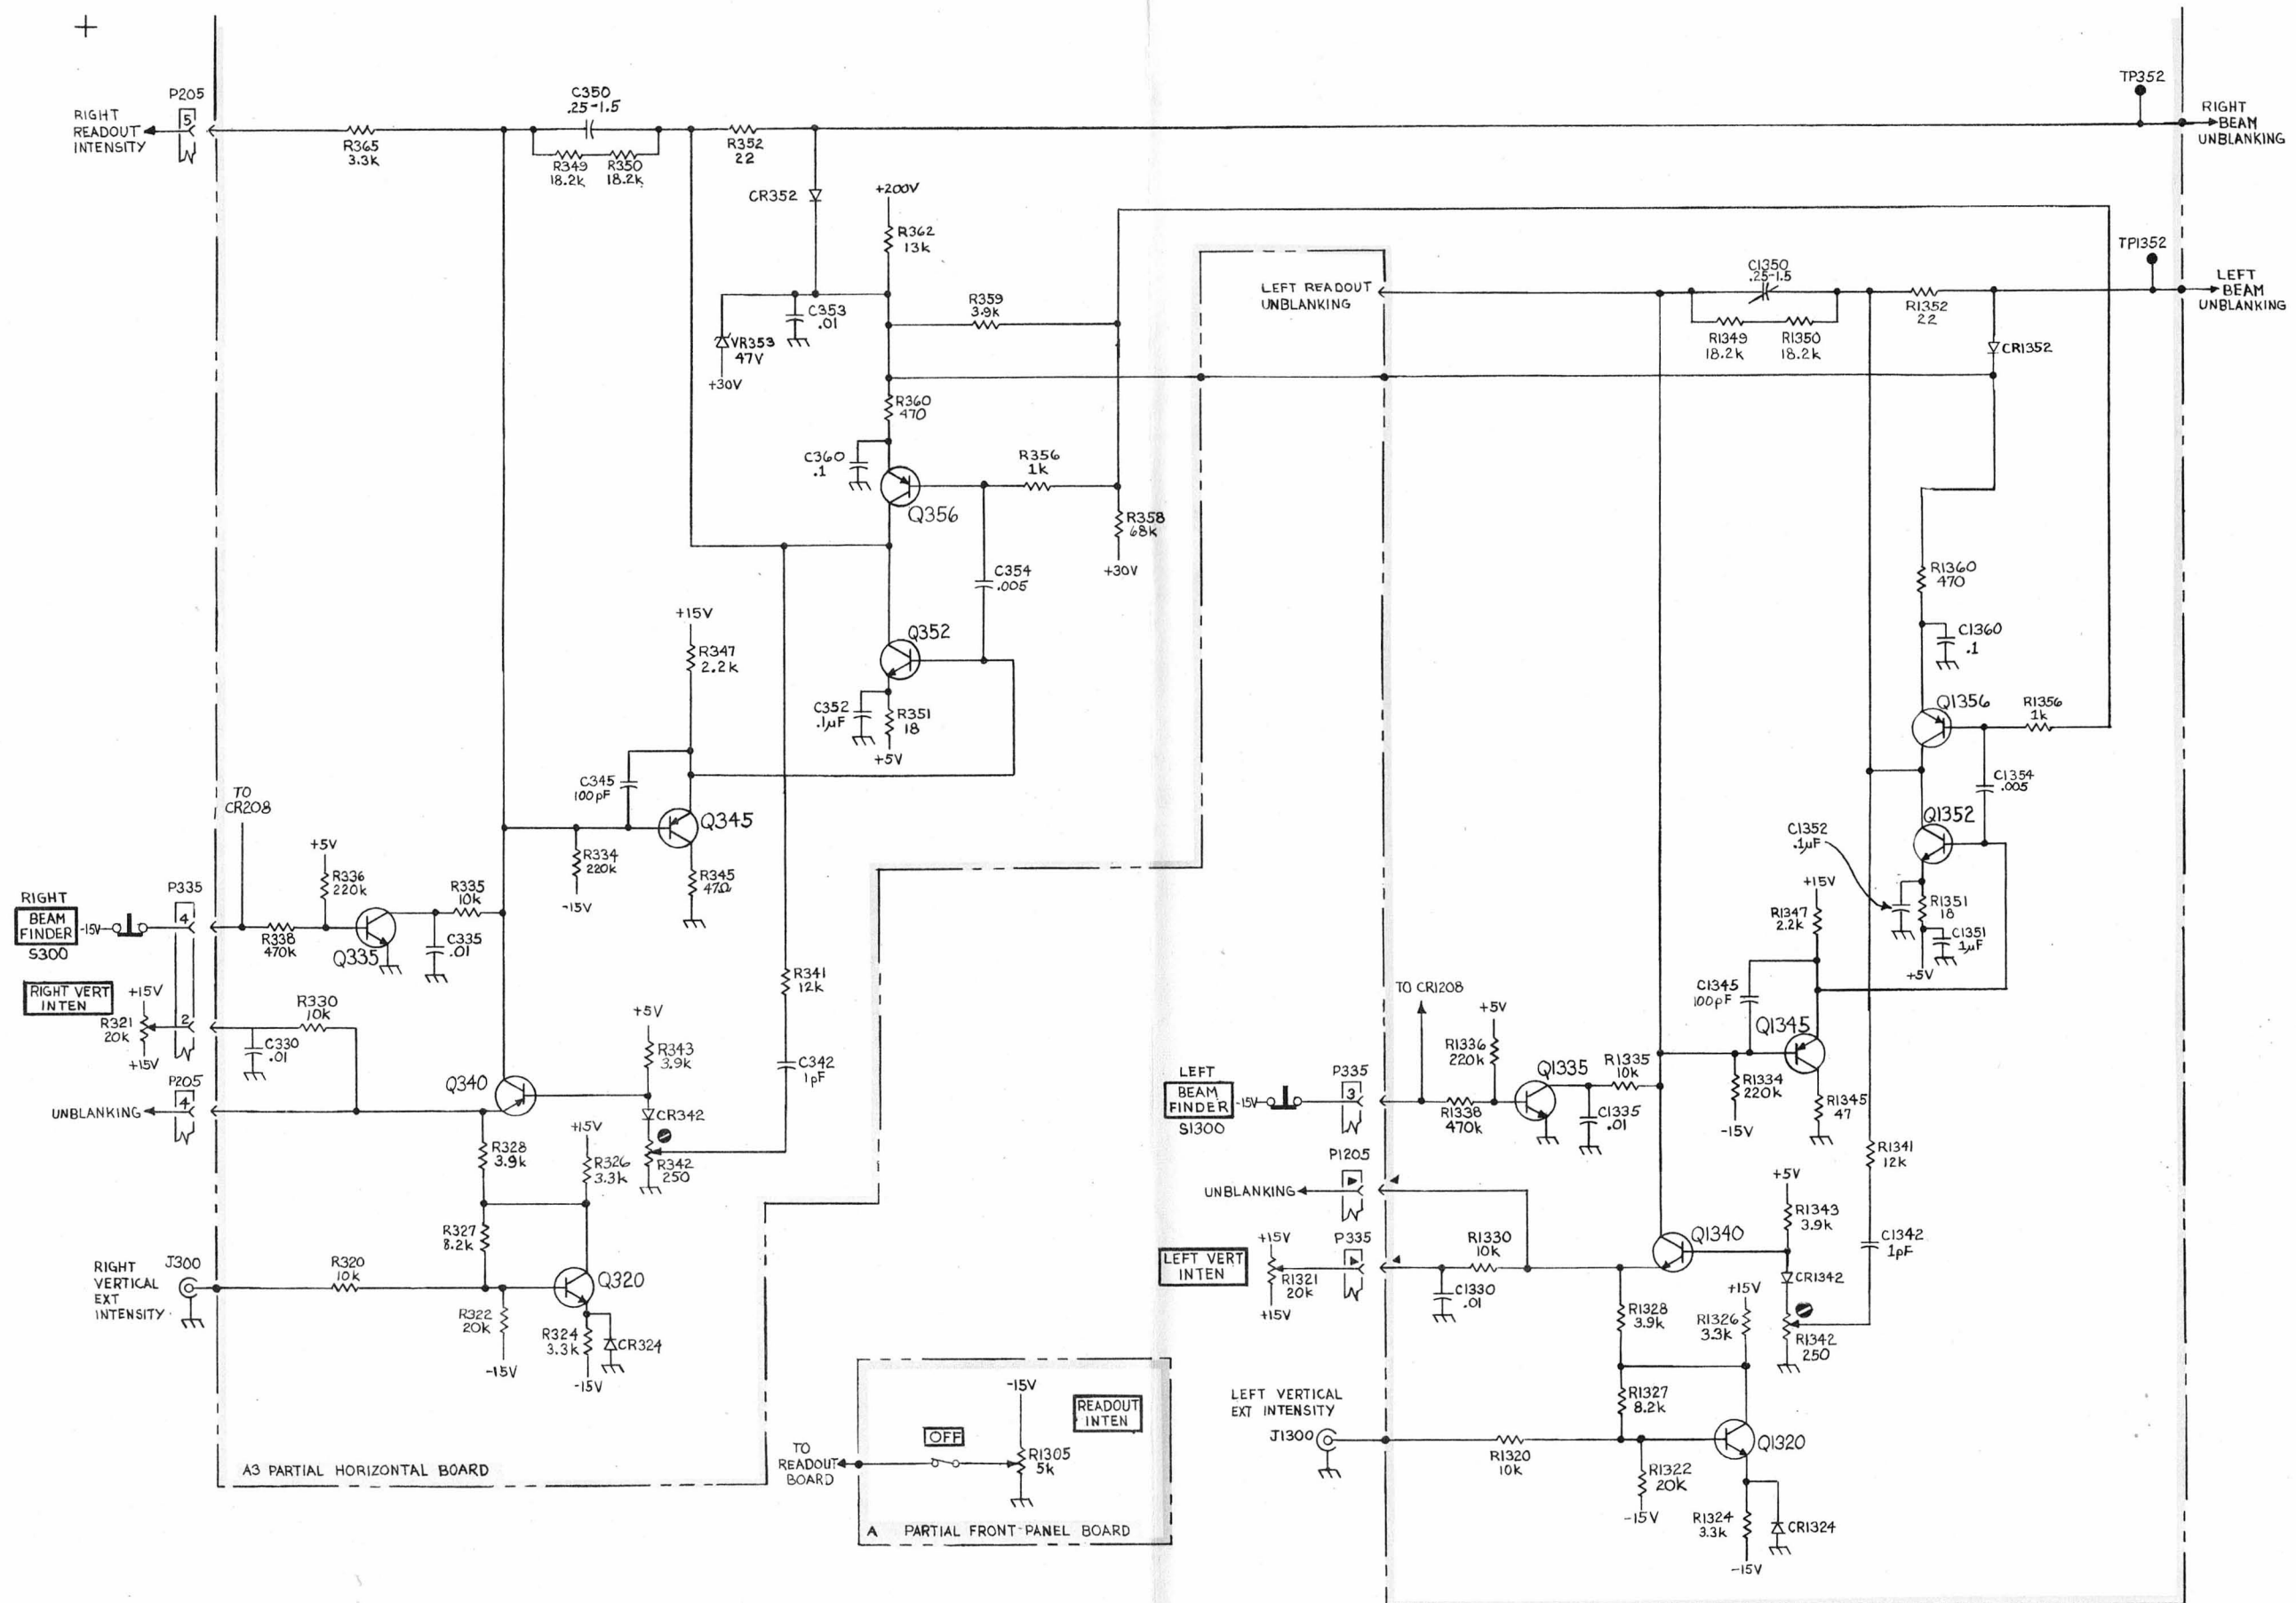 P205
5
RIGHT
READOUT
INTENSITY
R365
3.3k
C350
.25-1.5
R349
18.2k
R350
18.2k
R352
22
CR352
TP352
RIGHT
BEAM
UNBLANKING
+200V
R362
13k
C353
.01
VR353
47V
+30V
R359
3.9k
R360
470
C360
.1
Q356
R356
1k
R358
68k
+30V
C354
.005
Q352
C352
.1µF
R351
18
+5V
+15V
R347
2.2k
C345
100pF
Q345
R334
220k
-15V
R345
47Ω
TO
CR208
RIGHT
BEAM
FINDER
S300
-15V
P335
4
+5V
R336
220k
R338
470k
Q335
C335
.01
R335
10k
RIGHT VERT
INTEN
+15V
R321
20k
+15V
2
C330
.01
R330
10k
P205
4
UNBLANKING
Q340
+5V
R343
3.9k
CR342
R342
250
R341
12k
C342
1pF
R328
3.9k
+15V
R326
3.3k
R327
8.2k
RIGHT
VERTICAL
EXT
INTENSITY
J300
R320
10k
R322
20k
-15V
Q320
R324
3.3k
-15V
CR324
A3 PARTIAL HORIZONTAL BOARD
TO
READOUT
BOARD
OFF
-15V
R1305
5k
READOUT
INTEN
A PARTIAL FRONT-PANEL BOARD
LEFT READOUT
UNBLANKING
C1350
.25-1.5
R1349
18.2k
R1350
18.2k
R1352
22
CR1352
TP1352
LEFT
BEAM
UNBLANKING
R1360
470
C1360
.1
Q1356
R1356
1k
C1354
.005
Q1352
C1352
.1µF
R1351
18
C1351
1µF
+5V
+15V
R1347
2.2k
C1345
100pF
Q1345
R1334
220k
-15V
R1345
47
TO CR1208
LEFT
BEAM
FINDER
S1300
-15V
P335
3
+5V
R1336
220k
R1338
470k
Q1335
C1335
.01
R1335
10k
P1205
UNBLANKING
LEFT VERT
INTEN
+15V
R1321
20k
+15V
P335
C1330
.01
R1330
10k
Q1340
+5V
R1343
3.9k
CR1342
R1342
250
R1341
12k
C1342
1pF
R1328
3.9k
+15V
R1326
3.3k
R1327
8.2k
LEFT VERTICAL
EXT INTENSITY
J1300
R1320
10k
R1322
20k
-15V
Q1320
R1324
3.3k
-15V
CR1324